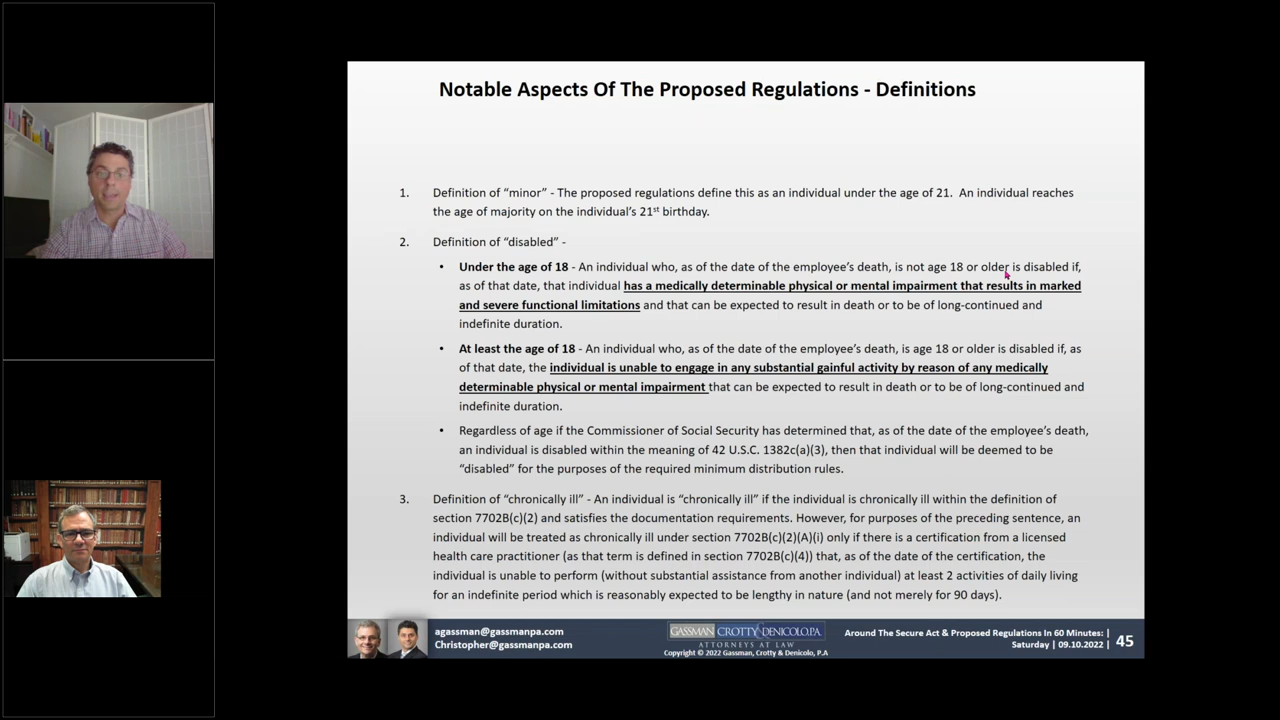 Notable Aspects Of The Proposed Regulations - Definitions
1. Definition of “minor” - The proposed regulations define this as an individual under the age of 21. An individual reaches
the age of majority on the individual’s 21st birthday.
2. Definition of “disabled” -
• Under the age of 18 - An individual who, as of the date of the employee’s death, is not age 18 or older is disabled if,
as of that date, that individual has a medically determinable physical or mental impairment that results in marked
and severe functional limitations and that can be expected to result in death or to be of long-continued and
indefinite duration.
• At least the age of 18 - An individual who, as of the date of the employee’s death, is age 18 or older is disabled if, as
of that date, the individual is unable to engage in any substantial gainful activity by reason of any medically
determinable physical or mental impairment that can be expected to result in death or to be of long-continued and
indefinite duration.
• Regardless of age if the Commissioner of Social Security has determined that, as of the date of the employee’s death,
an individual is disabled within the meaning of 42 U.S.C. 1382c(a)(3), then that individual will be deemed to be
“disabled” for the purposes of the required minimum distribution rules.
3. Definition of “chronically ill” - An individual is “chronically ill” if the individual is chronically ill within the definition of
section 7702B(c)(2) and satisfies the documentation requirements. However, for purposes of the preceding sentence, an
individual will be treated as chronically ill under section 7702B(c)(2)(A)(i) only if there is a certification from a licensed
health care practitioner (as that term is defined in section 7702B(c)(4)) that, as of the date of the certification, the
individual is unable to perform (without substantial assistance from another individual) at least 2 activities of daily living
for an indefinite period which is reasonably expected to be lengthy in nature (and not merely for 90 days).
agassman@gassmanpa.com
Christopher@gassmanpa.com
GASSMAN CROTTY DENICOLO, P.A.
ATTORNEYS AT LAW
Copyright © 2022 Gassman, Crotty & Denicolo, P.A
Around The Secure Act & Proposed Regulations In 60 Minutes: |
Saturday | 09.10.2022 |
45